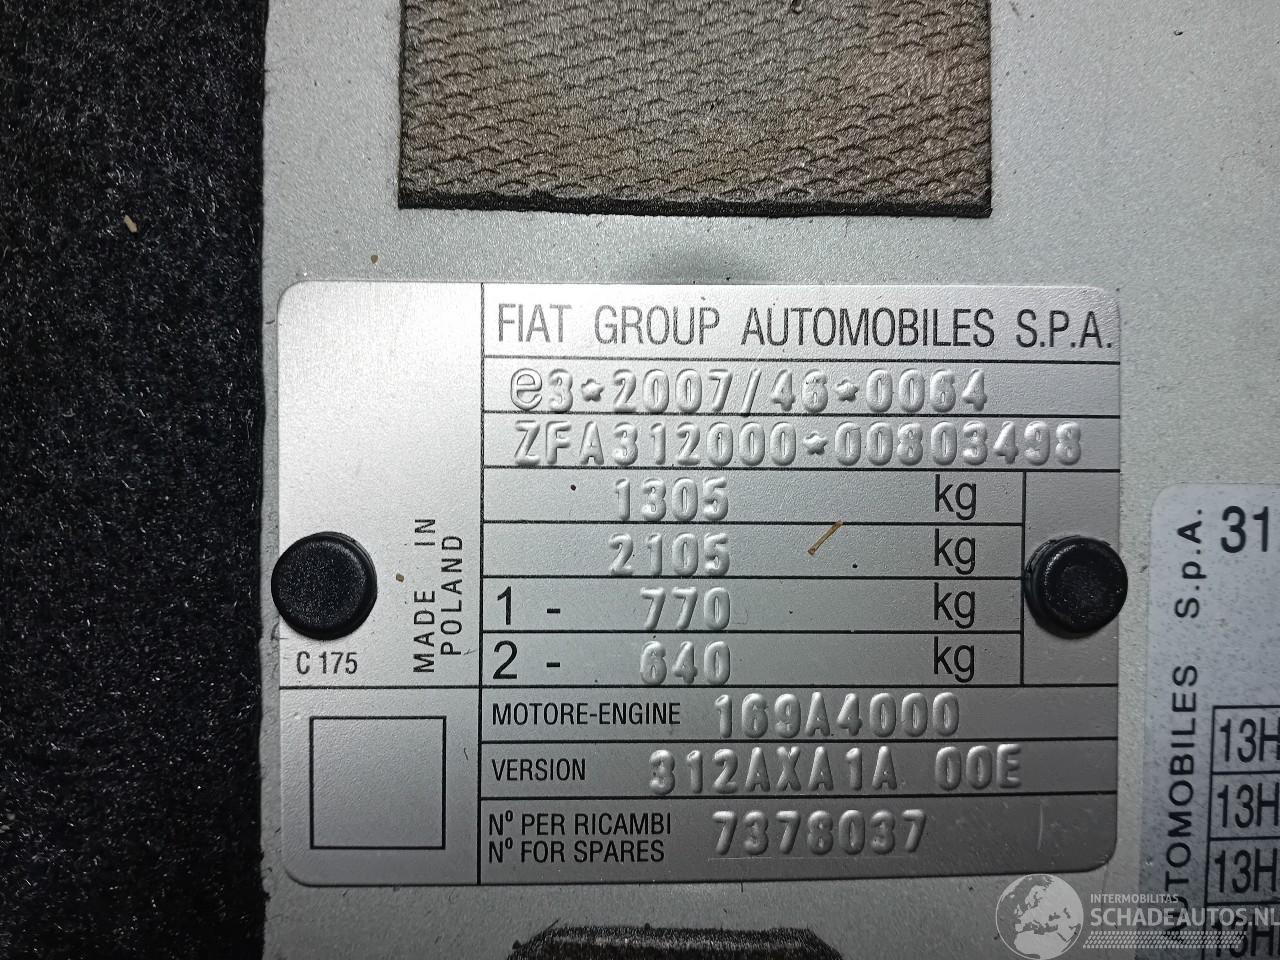 FIAT GROUP AUTOMOBILES S.P.A.
e3*2007/46*0064
ZFA312000*00803498
1305 kg
2105 kg
1 - 770 kg
2 - 640 kg
MADE IN
POLAND
C 175
MOTORE-ENGINE 169A4000
VERSION 312AXA1A 00E
Nº PER RICAMBI
Nº FOR SPARES
7378037
AUTOMOBILES S.p.A.
31
13H
13H
13H
13H
INTERMOBILITAS
SCHADEAUTOS.NL